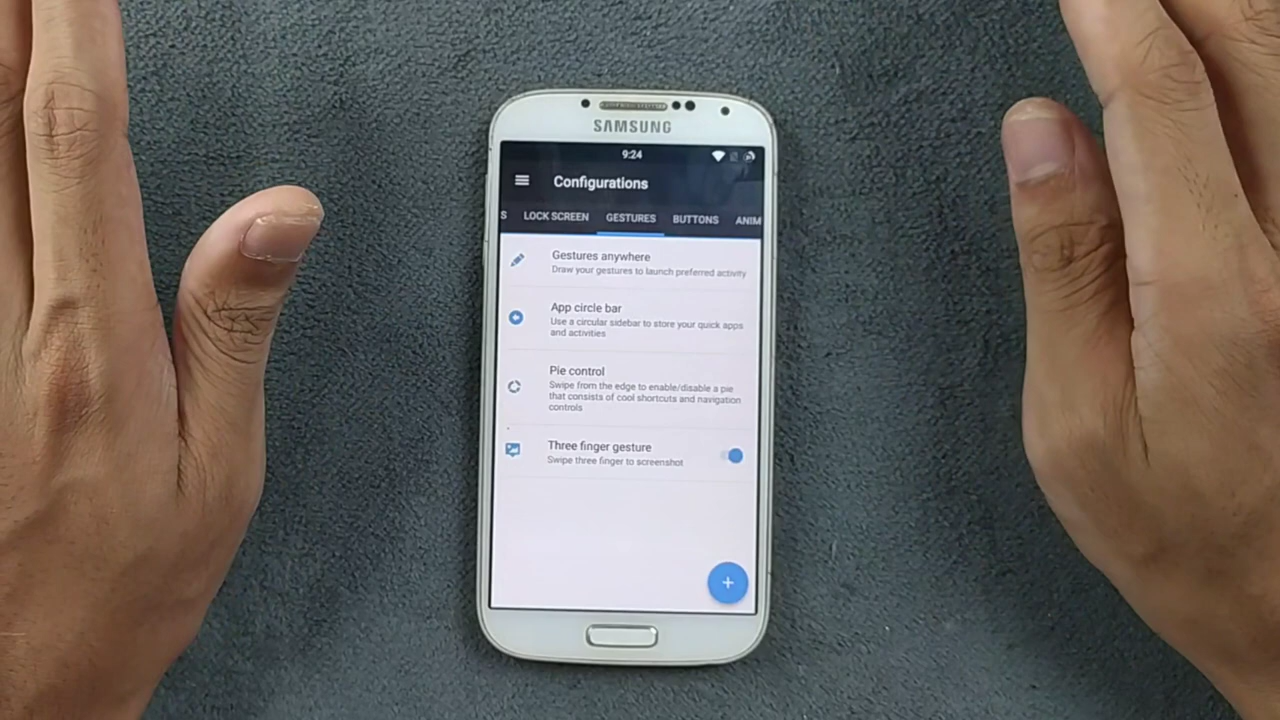 SAMSUNG
9:24
Configurations
S LOCK SCREEN GESTURES BUTTONS ANIM
Gestures anywhere
Draw your gestures to launch preferred activity
App circle bar
Use a circular sidebar to store your quick apps
and activities
Pie control
Swipe from the edge to enable/disable a pie
that consists of cool shortcuts and navigation
controls
Three finger gesture
Swipe three finger to screenshot